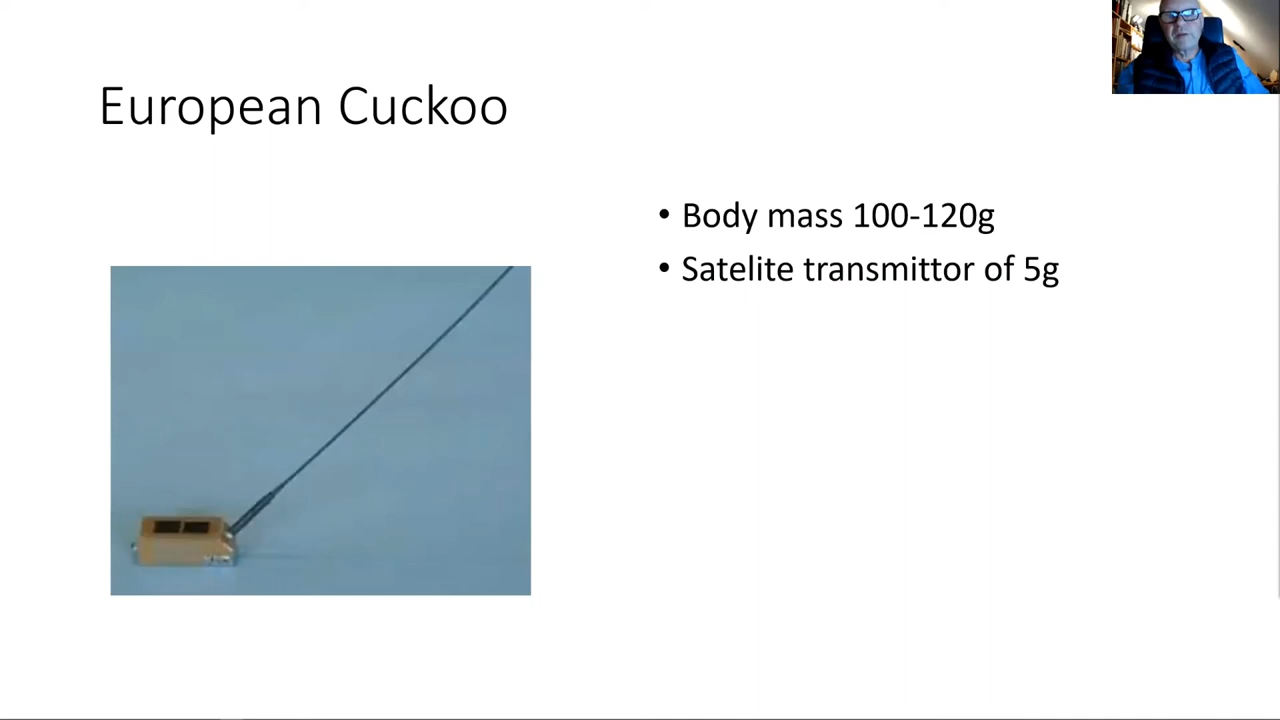 European Cuckoo
• Body mass 100-120g
• Satelite transmittor of 5g